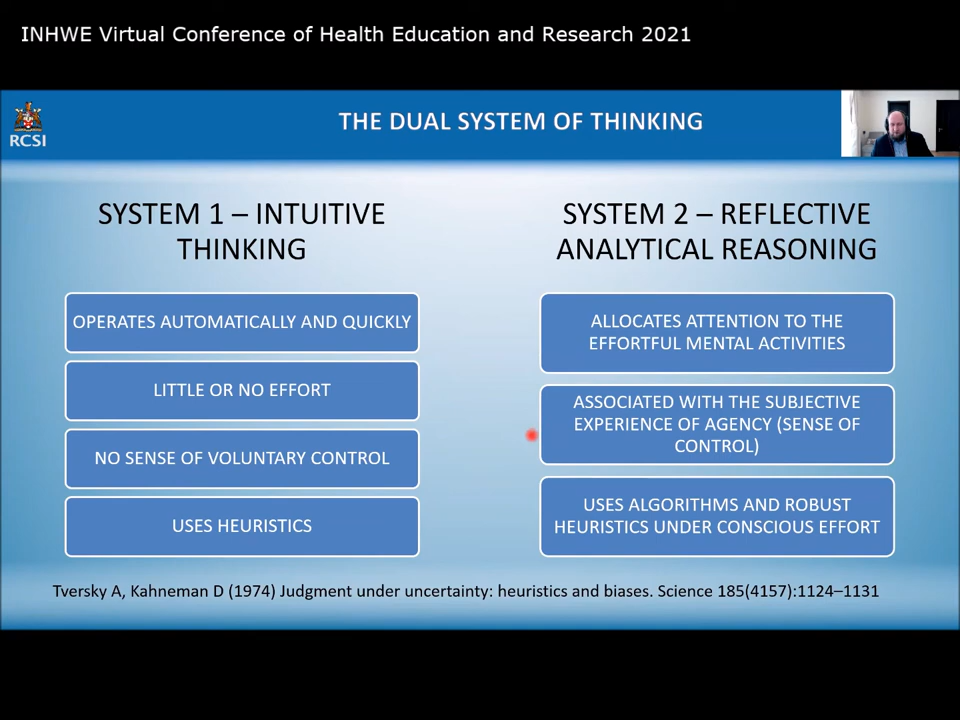 INHWE Virtual Conference of Health Education and Research 2021
RCSI
THE DUAL SYSTEM OF THINKING
SYSTEM 1 – INTUITIVE
THINKING
OPERATES AUTOMATICALLY AND QUICKLY
LITTLE OR NO EFFORT
NO SENSE OF VOLUNTARY CONTROL
USES HEURISTICS
SYSTEM 2 – REFLECTIVE
ANALYTICAL REASONING
ALLOCATES ATTENTION TO THE
EFFORTFUL MENTAL ACTIVITIES
ASSOCIATED WITH THE SUBJECTIVE
EXPERIENCE OF AGENCY (SENSE OF
CONTROL)
USES ALGORITHMS AND ROBUST
HEURISTICS UNDER CONSCIOUS EFFORT
Tversky A, Kahneman D (1974) Judgment under uncertainty: heuristics and biases. Science 185(4157):1124–1131